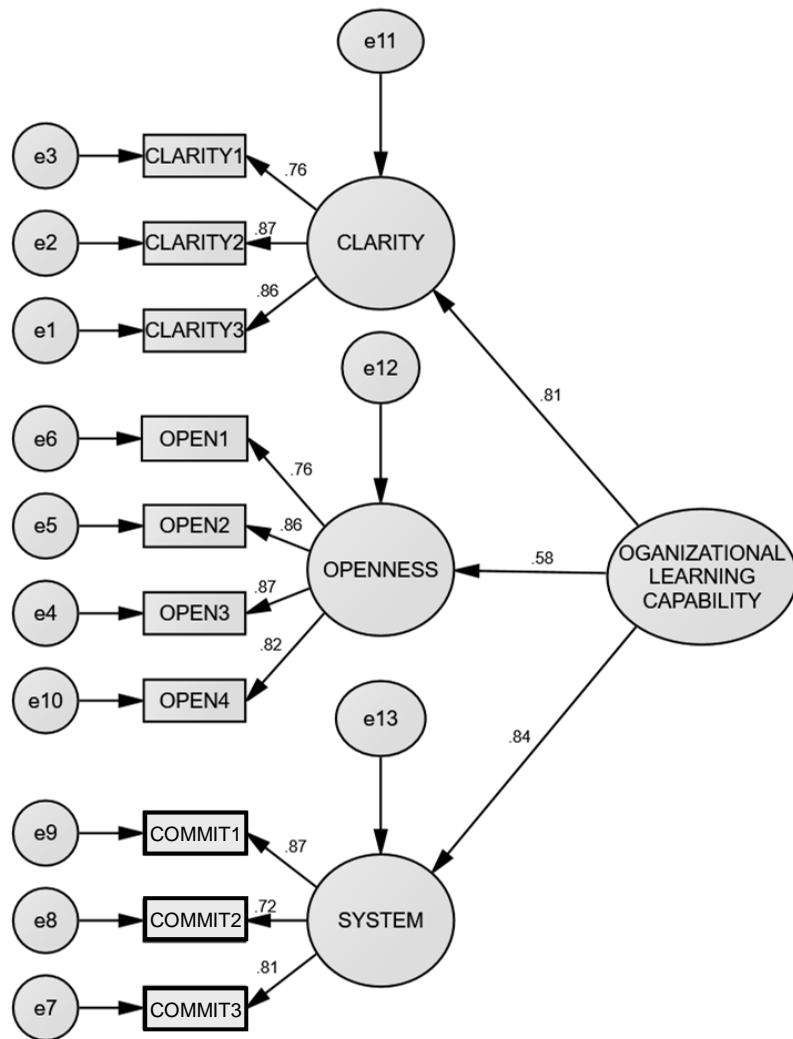 e11
e3
CLARITY1
.76
e2
CLARITY2
.87
CLARITY
e1
CLARITY3
.86
e12
.81
e6
OPEN1
.76
e5
OPEN2
.86
OPENNESS
.58
OGANIZATIONAL
LEARNING
CAPABILITY
e4
OPEN3
.87
e10
OPEN4
.82
e13
.84
e9
COMMIT1
.87
e8
COMMIT2
.72
SYSTEM
e7
COMMIT3
.81